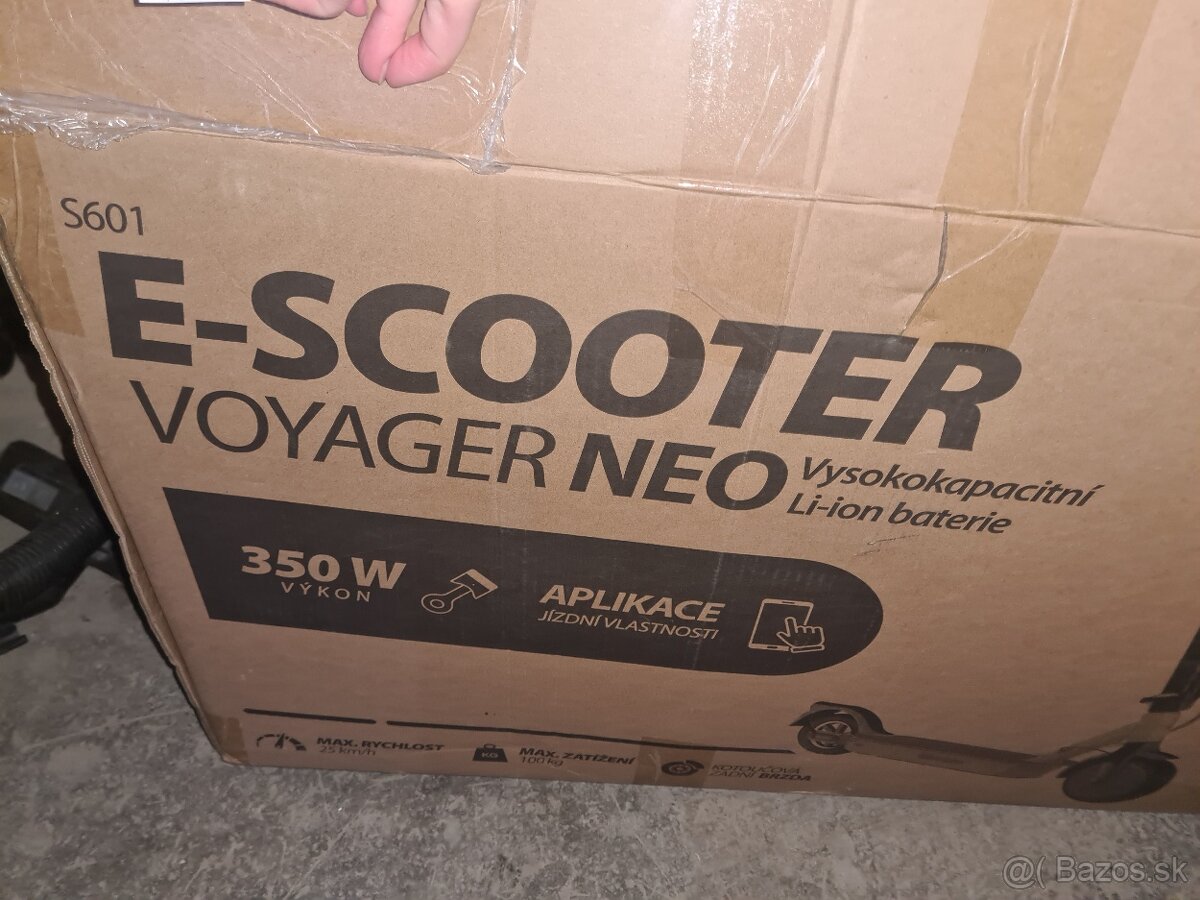 S601
E-SCOOTER
VOYAGER NEO
Vysokokapacitní
Li-ion baterie
350 W
VÝKON
APLIKACE
JÍZDNÍ VLASTNOSTI
MAX. RYCHLOST
25 km/h
KG
MAX. ZATÍŽENÍ
100 kg
KOTOUČOVÁ
ZADNÍ BRZDA
@( Bazos.sk